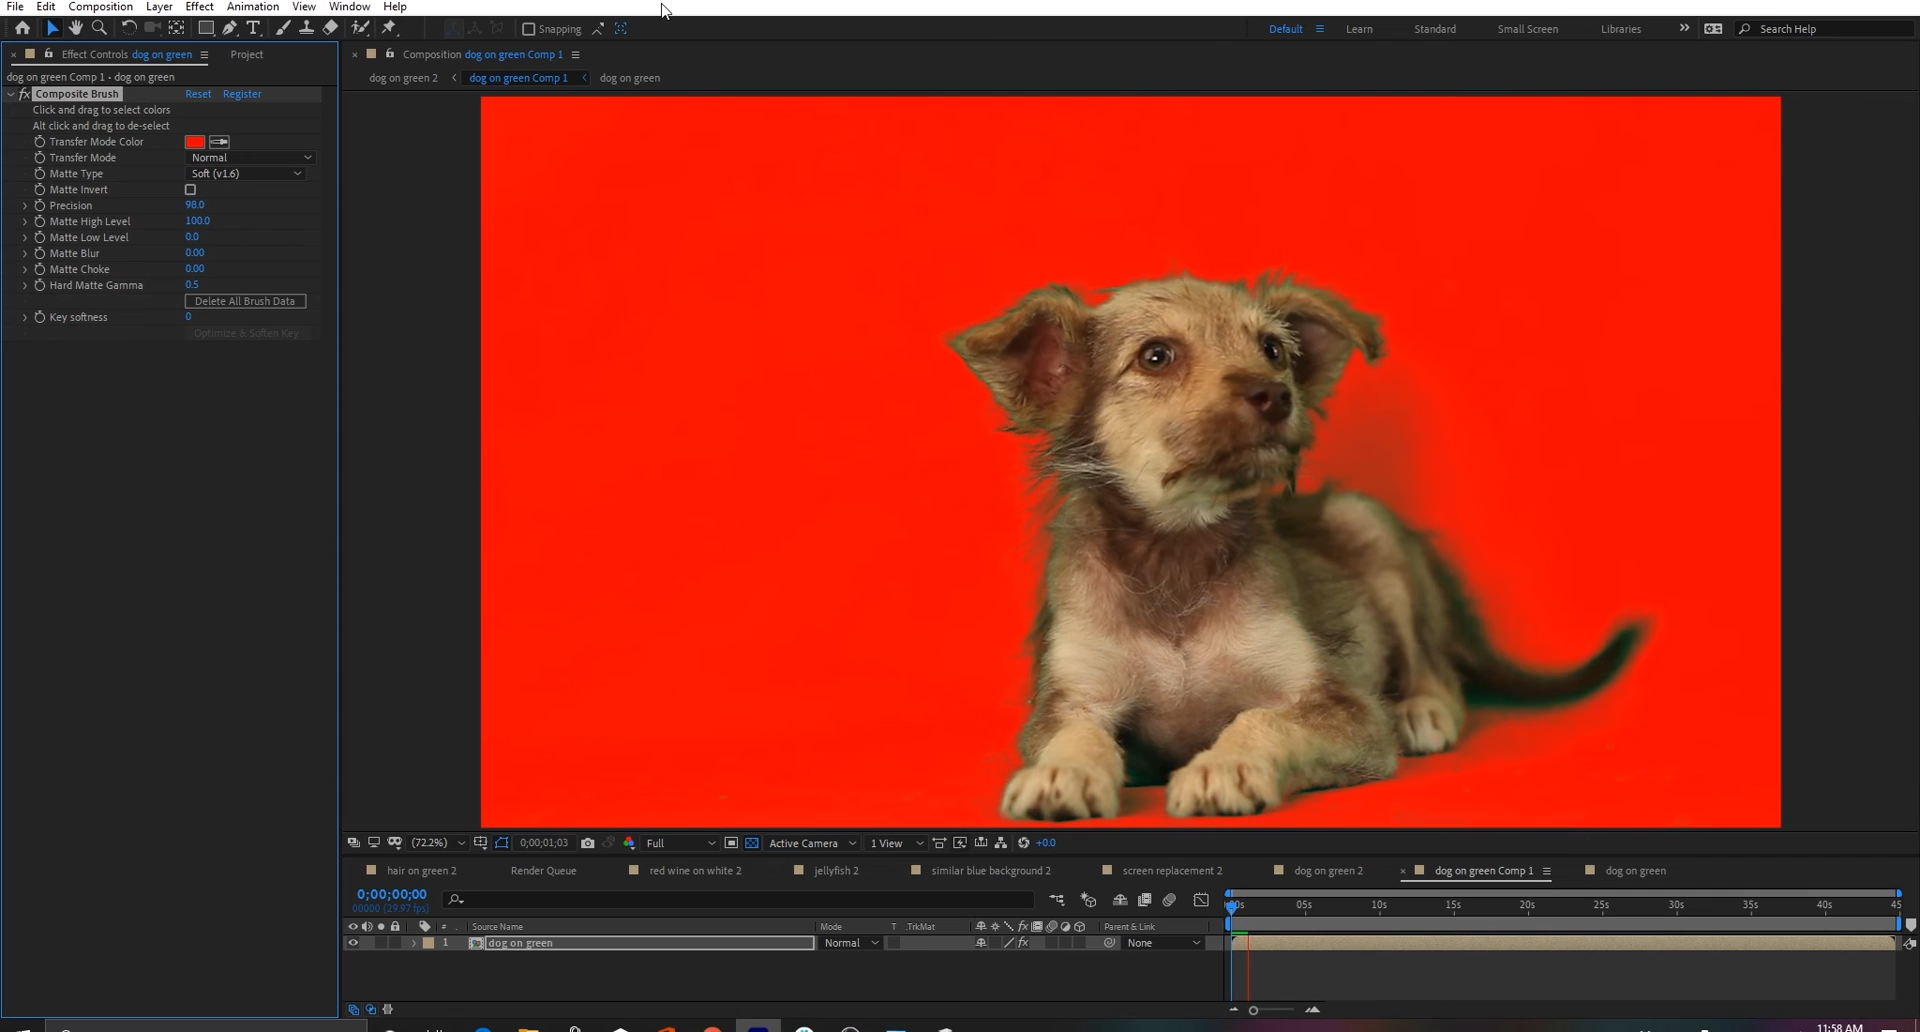 File Edit Composition Layer Effect Animation View Window Help
Snapping Default Learn Standard Small Screen Libraries Search Help
Effect Controls dog on green Project
Composition dog on green Comp 1
dog on green Comp 1 • dog on green
dog on green 2 dog on green Comp 1 dog on green
fx Composite Brush Reset Register
Click and drag to select colors
Alt click and drag to de-select
Transfer Mode Color
Transfer Mode Normal
Matte Type Soft (v1.6)
Matte Invert
Precision 98.0
Matte High Level 100.0
Matte Low Level 0.0
Matte Blur 0.00
Matte Choke 0.00
Hard Matte Gamma 0.5
Delete All Brush Data
Key softness 0
Optimize & Soften Key
(72.2%) 0;00;01;03 Full Active Camera 1 View +0.0
hair on green 2 Render Queue red wine on white 2 jellyfish 2 similar blue background 2 screen replacement 2 dog on green 2 dog on green Comp 1 dog on green
0;00;00;00
00000 (29.97 fps)
05s 10s 15s 20s 25s 30s 35s 40s 45
# Source Name Mode T .TrkMat fx Parent & Link
1 dog on green Normal fx None
11:58 AM